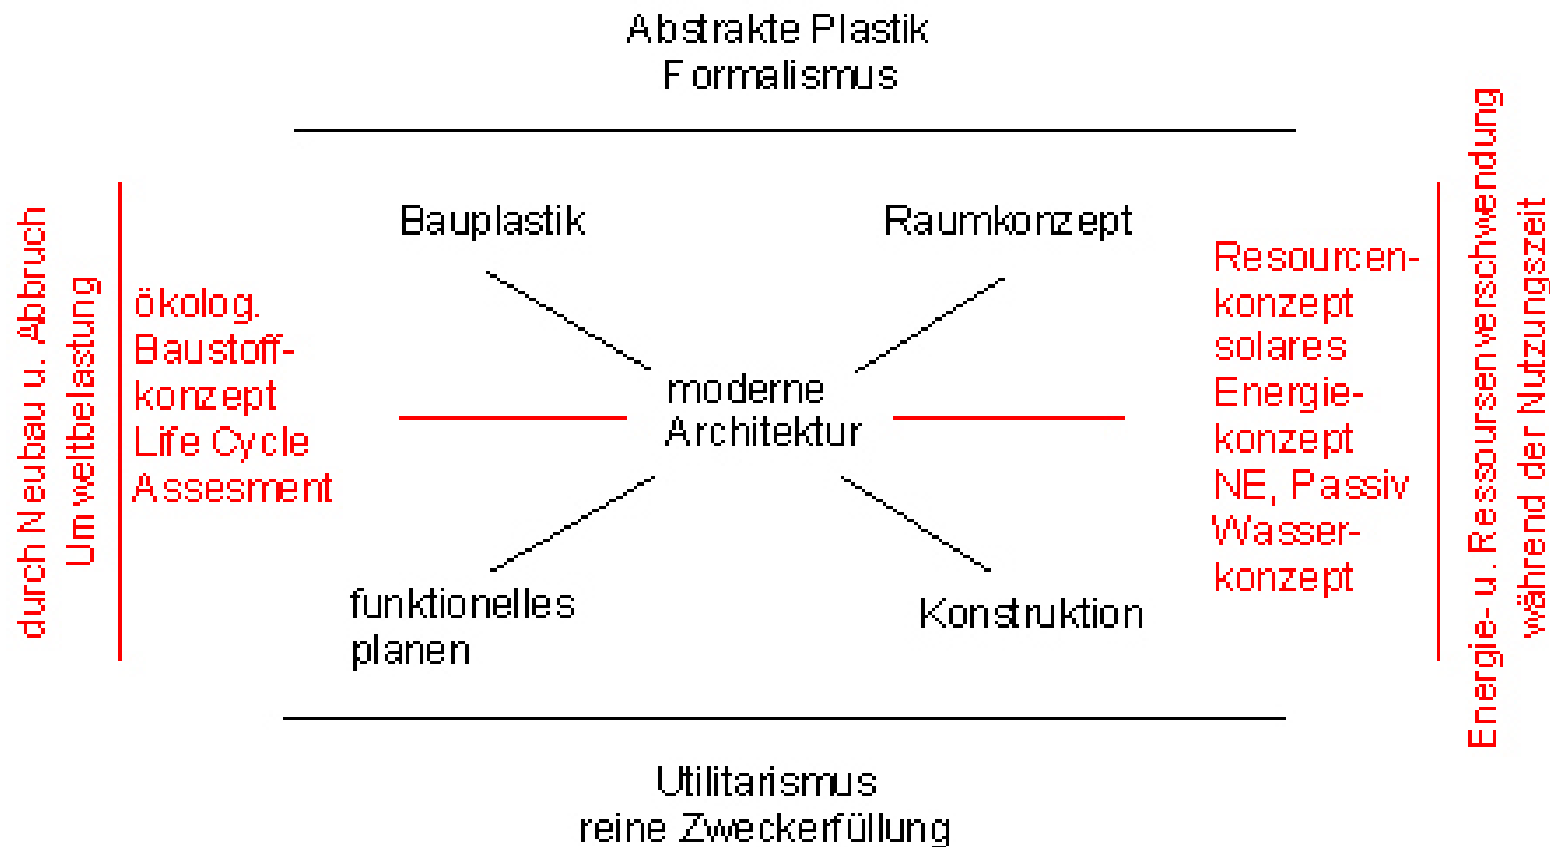 Abstrakte Plastik
Formalismus
durch Neubau u. Abbruch
Umweltbelastung
ökolog.
Baustoff-
konzept
Life Cycle
Assesment
Bauplastik
Raumkonzept
moderne
Architektur
funktionelles
planen
Konstruktion
Resourcen-
konzept
solares
Energie-
konzept
NE, Passiv
Wasser-
konzept
Energie- u. Ressoursenverschwendung
während der Nutzungszeit
Utilitarismus
reine Zweckerfüllung